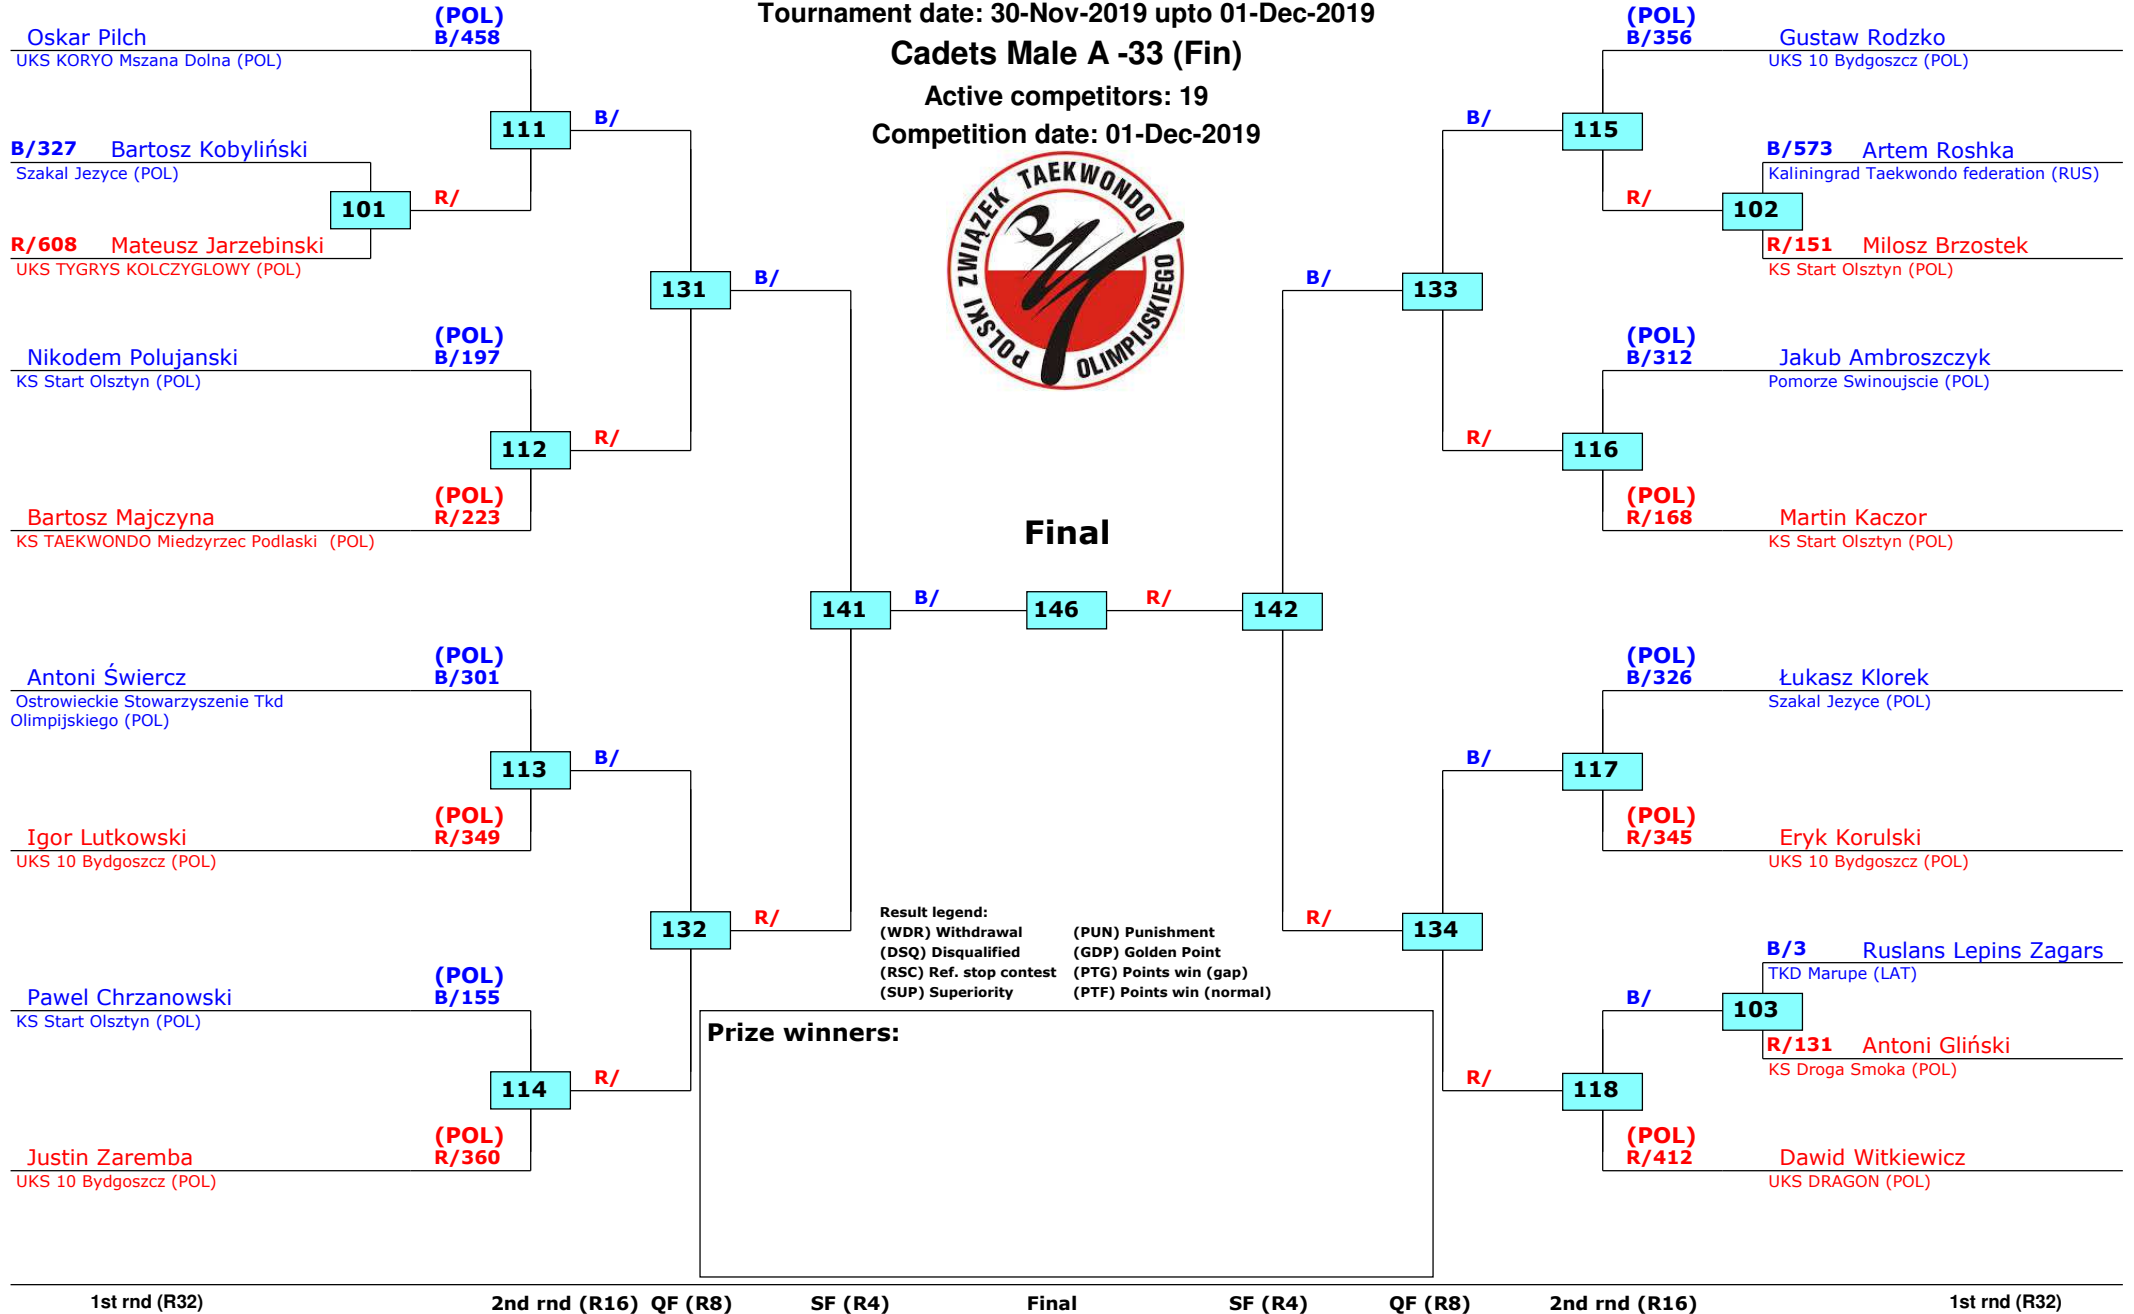 Tournament date: 30-Nov-2019 upto 01-Dec-2019
Cadets Male A -33 (Fin)
Active competitors: 19
Competition date: 01-Dec-2019
POLSKI ZWIĄZEK TAEKWONDO OLIMPIJSKIEGO
(POL)
Oskar Pilch B/458
UKS KORYO Mszana Dolna (POL)
111 B/
B/327 Bartosz Kobyliński
Szakal Jezyce (POL)
101 R/
R/608 Mateusz Jarzebinski
UKS TYGRYS KOLCZYGLOWY (POL)
131 B/
(POL)
Nikodem Polujanski B/197
KS Start Olsztyn (POL)
112 R/
(POL)
Bartosz Majczyna R/223
KS TAEKWONDO Miedzyrzec Podlaski (POL)
141 B/
(POL)
Antoni Świercz B/301
Ostrowieckie Stowarzyszenie Tkd
Olimpijskiego (POL)
113 B/
(POL)
Igor Lutkowski R/349
UKS 10 Bydgoszcz (POL)
132 R/
(POL)
Pawel Chrzanowski B/155
KS Start Olsztyn (POL)
114 R/
(POL)
Justin Zaremba R/360
UKS 10 Bydgoszcz (POL)
Final
146
(POL)
B/356 Gustaw Rodzko
UKS 10 Bydgoszcz (POL)
B/ 115
B/573 Artem Roshka
Kaliningrad Taekwondo federation (RUS)
R/ 102
R/151 Milosz Brzostek
KS Start Olsztyn (POL)
B/ 133
(POL)
B/312 Jakub Ambroszczyk
Pomorze Swinoujscie (POL)
R/ 116
(POL)
R/168 Martin Kaczor
KS Start Olsztyn (POL)
R/ 142
(POL)
B/326 Łukasz Klorek
Szakal Jezyce (POL)
B/ 117
(POL)
R/345 Eryk Korulski
UKS 10 Bydgoszcz (POL)
R/ 134
B/3 Ruslans Lepins Zagars
TKD Marupe (LAT)
B/ 103
R/131 Antoni Gliński
KS Droga Smoka (POL)
R/ 118
(POL)
R/412 Dawid Witkiewicz
UKS DRAGON (POL)
Result legend:
(WDR) Withdrawal (PUN) Punishment
(DSQ) Disqualified (GDP) Golden Point
(RSC) Ref. stop contest (PTG) Points win (gap)
(SUP) Superiority (PTF) Points win (normal)
Prize winners:
1st rnd (R32) 2nd rnd (R16) QF (R8) SF (R4) Final SF (R4) QF (R8) 2nd rnd (R16) 1st rnd (R32)